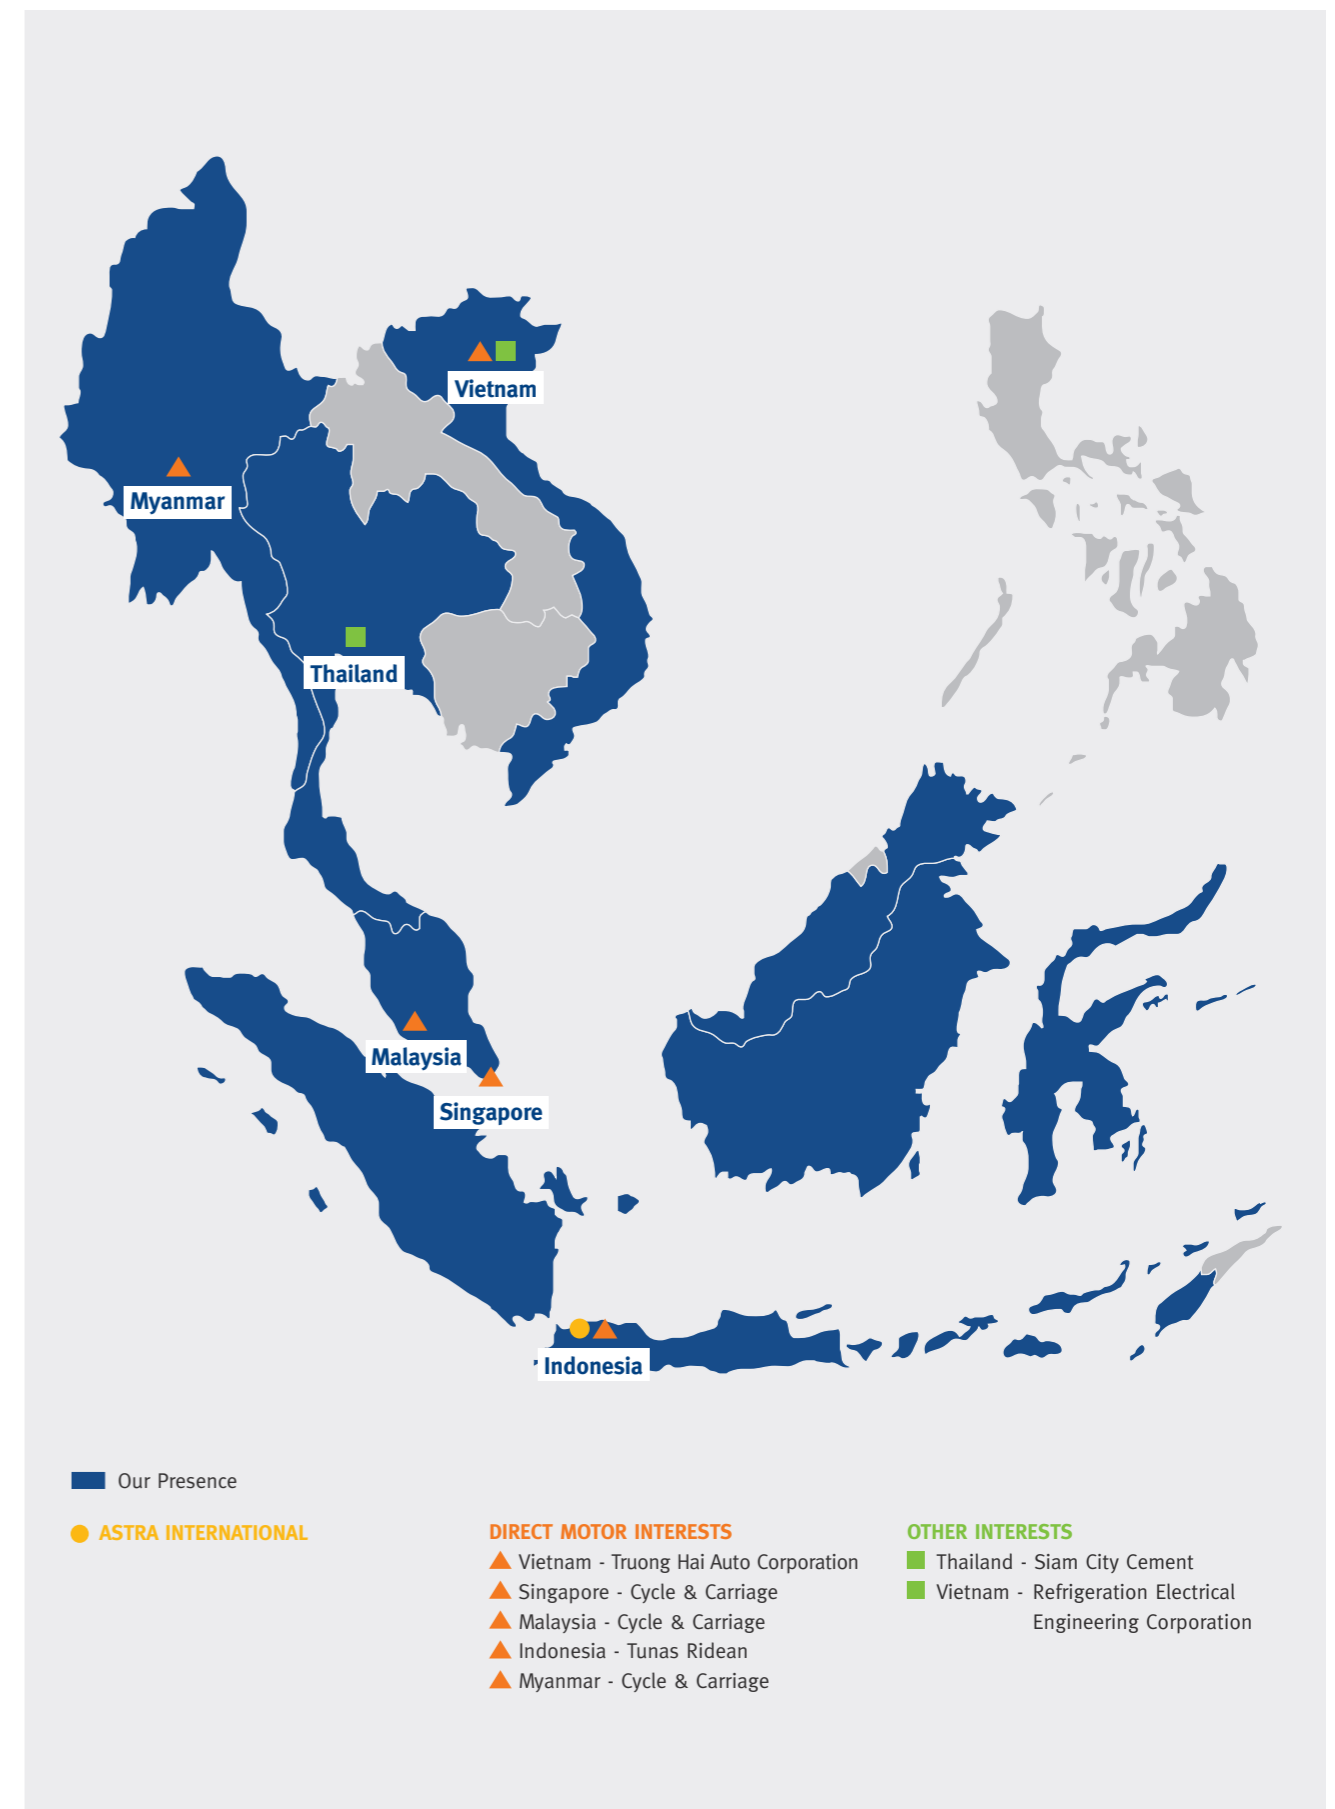 Vietnam
Myanmar
Thailand
Malaysia
Singapore
Indonesia
Our Presence
ASTRA INTERNATIONAL
DIRECT MOTOR INTERESTS
Vietnam - Truong Hai Auto Corporation
Singapore - Cycle & Carriage
Malaysia - Cycle & Carriage
Indonesia - Tunas Ridean
Myanmar - Cycle & Carriage
OTHER INTERESTS
Thailand - Siam City Cement
Vietnam - Refrigeration Electrical
Engineering Corporation